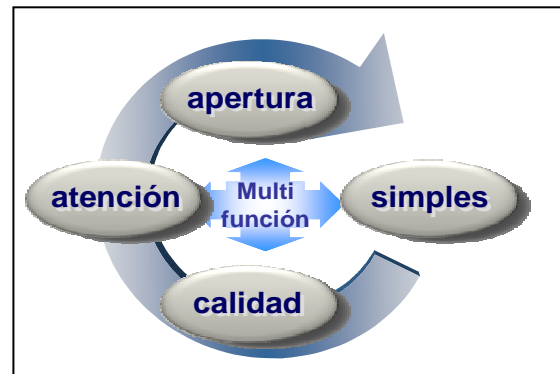 apertura
atención
Multi
función
simples
calidad